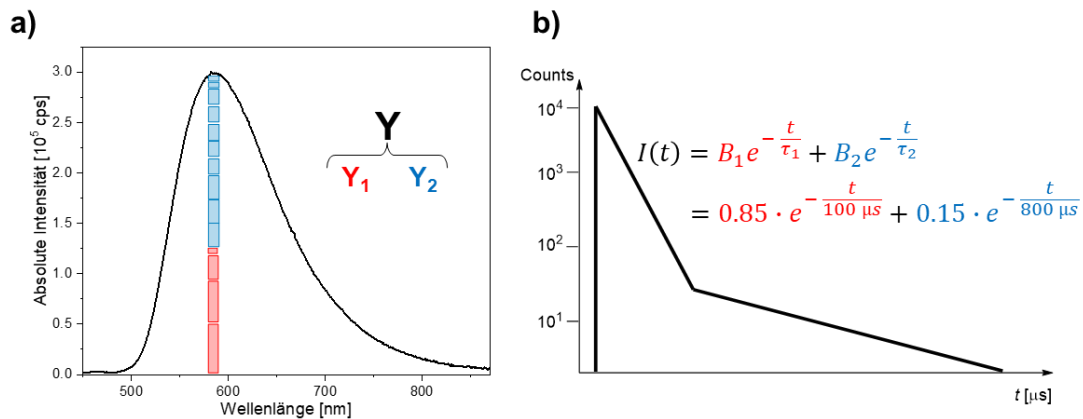 a)
Absolute Intensität [10⁵ cps]
3.0
2.5
2.0
1.5
1.0
0.5
0.0
500
600
700
800
Wellenlänge [nm]
Y
Y₁ Y₂
b)
Counts
10⁴
10³
10²
10¹
I(t) = B₁e^(-t/τ₁) + B₂e^(-t/τ₂)
= 0.85 · e^(-t/100 μs) + 0.15 · e^(-t/800 μs)
t [μs]